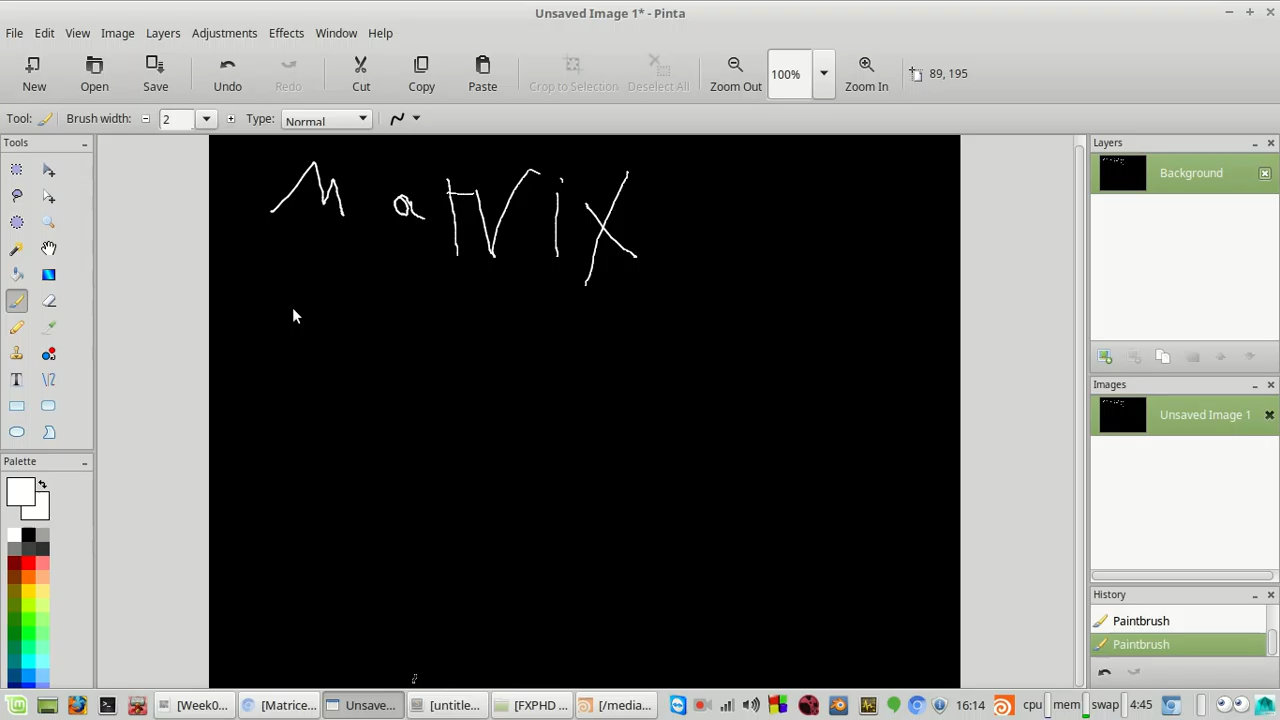 Unsaved Image 1* - Pinta
File Edit View Image Layers Adjustments Effects Window Help
New Open Save Undo Redo Cut Copy Paste Crop to Selection Deselect All Zoom Out 100% Zoom In 89, 195
Tool: Brush width: 2 Type: Normal
Tools
Matrix
Palette
Layers
Background
Images
Unsaved Image 1
History
Paintbrush
Paintbrush
[Week0... [Matrice... Unsave... [untitle... [FXPHD ... [/media... 16:14 cpu mem swap 4:45